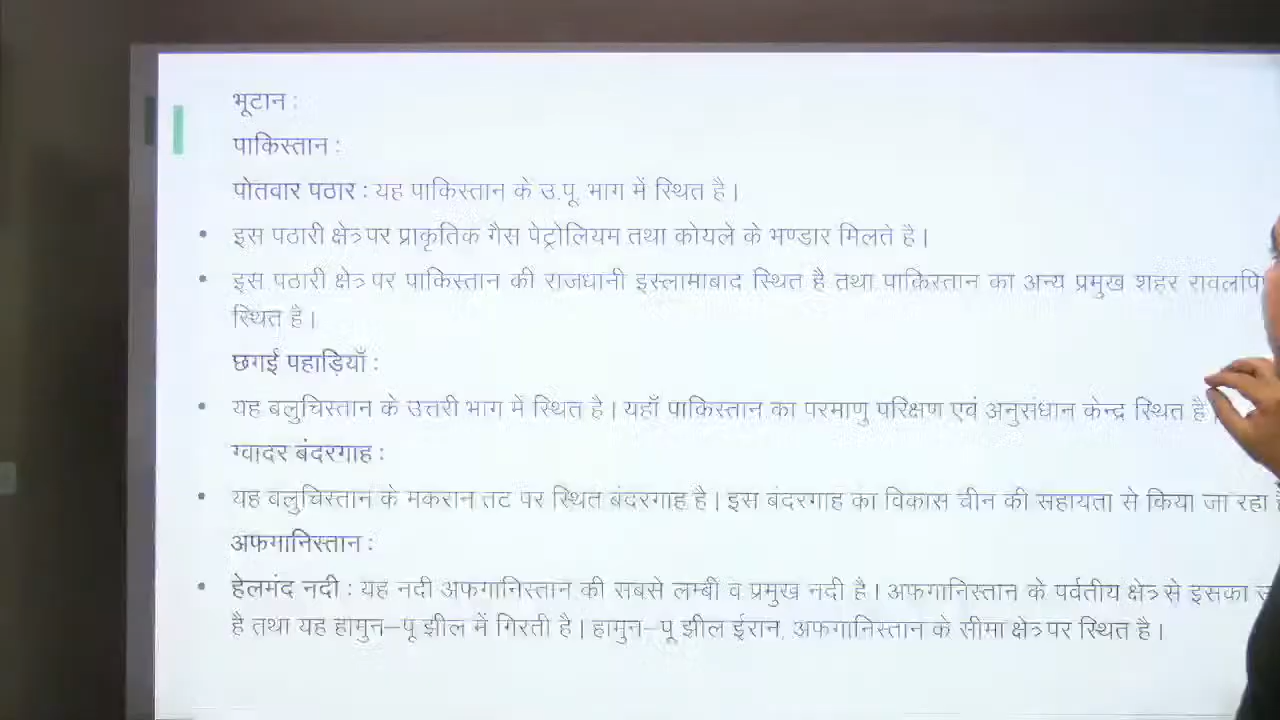 भूटान :
पाकिस्तान :
पोतवार पठार : यह पाकिस्तान के उ.पू. भाग में स्थित है।
• इस पठारी क्षेत्र पर प्राकृतिक गैस पेट्रोलियम तथा कोयले के भण्डार मिलते है।
• इस पठारी क्षेत्र पर पाकिस्तान की राजधानी इस्लामाबाद स्थित है तथा पाकिस्तान का अन्य प्रमुख शहर
स्थित है।
छगई पहाड़ियाँ :
• यह बलुचिस्तान के उत्तरी भाग में स्थित है। यहाँ पाकिस्तान का परमाणु परिक्षण एवं अनुसंधान केन्द्र स्थित है।
ग्वादर बंदरगाह :
• यह बलुचिस्तान के मकरान तट पर स्थित बंदरगाह है। इस बंदरगाह का विकास चीन की सहायता से किया जा रहा
अफगानिस्तान :
• हेलमंद नदी : यह नदी अफगानिस्तान की सबसे लम्बी व प्रमुख नदी है। अफगानिस्तान के पर्वतीय क्षेत्र से इसका
है तथा यह हामुन–पू झील में गिरती है। हामुन–पू झील ईरान, अफगानिस्तान के सीमा क्षेत्र पर स्थित है।